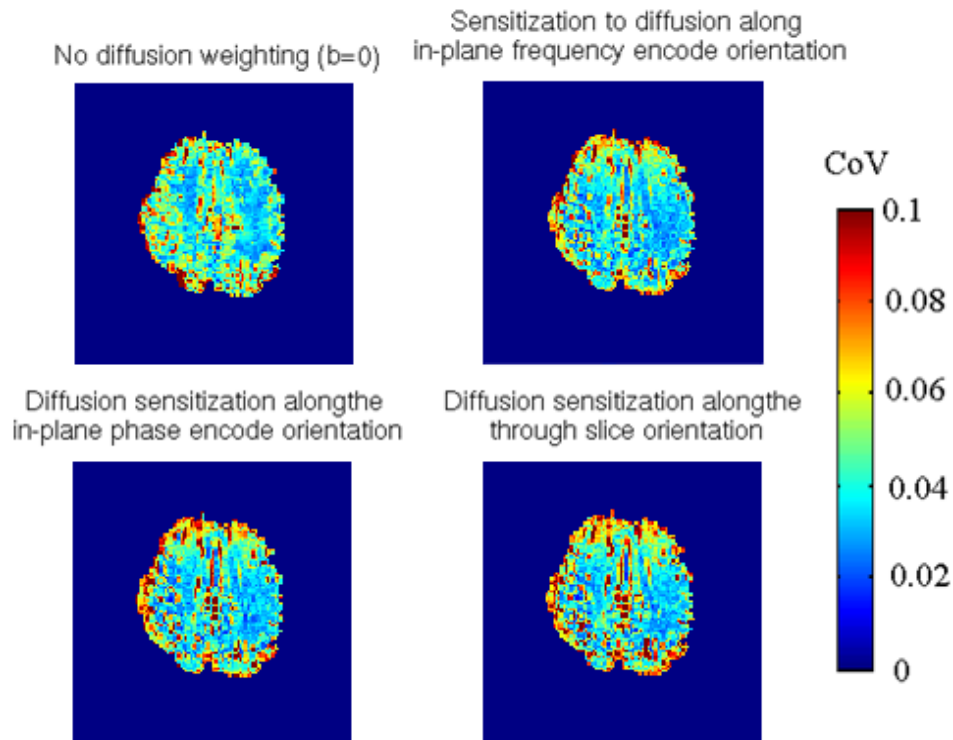 No diffusion weighting (b=0)
Sensitization to diffusion along
in-plane frequency encode orientation
CoV
0.1
0.08
0.06
0.04
0.02
0
Diffusion sensitization alongthe
in-plane phase encode orientation
Diffusion sensitization alongthe
through slice orientation